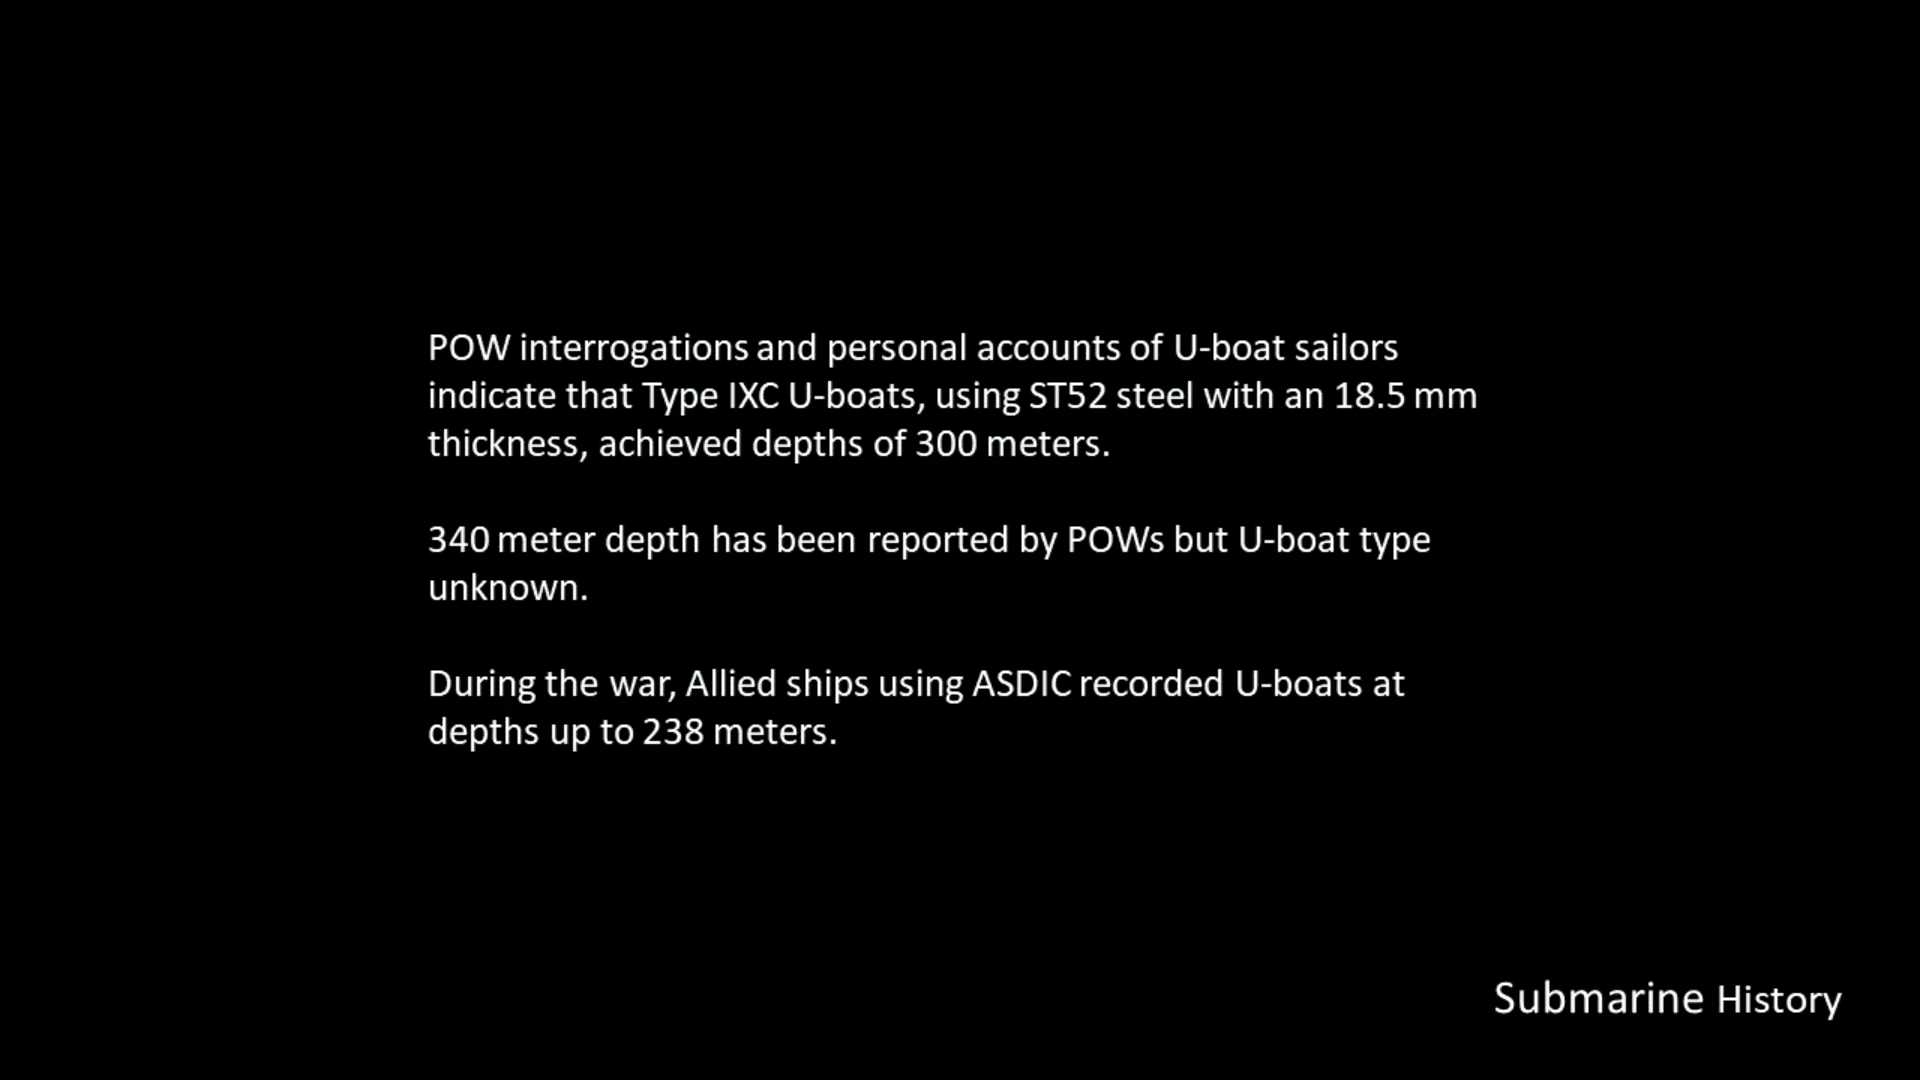 POW interrogations and personal accounts of U-boat sailors
indicate that Type IXC U-boats, using ST52 steel with an 18.5 mm
thickness, achieved depths of 300 meters.
340 meter depth has been reported by POWs but U-boat type
unknown.
During the war, Allied ships using ASDIC recorded U-boats at
depths up to 238 meters.
Submarine History